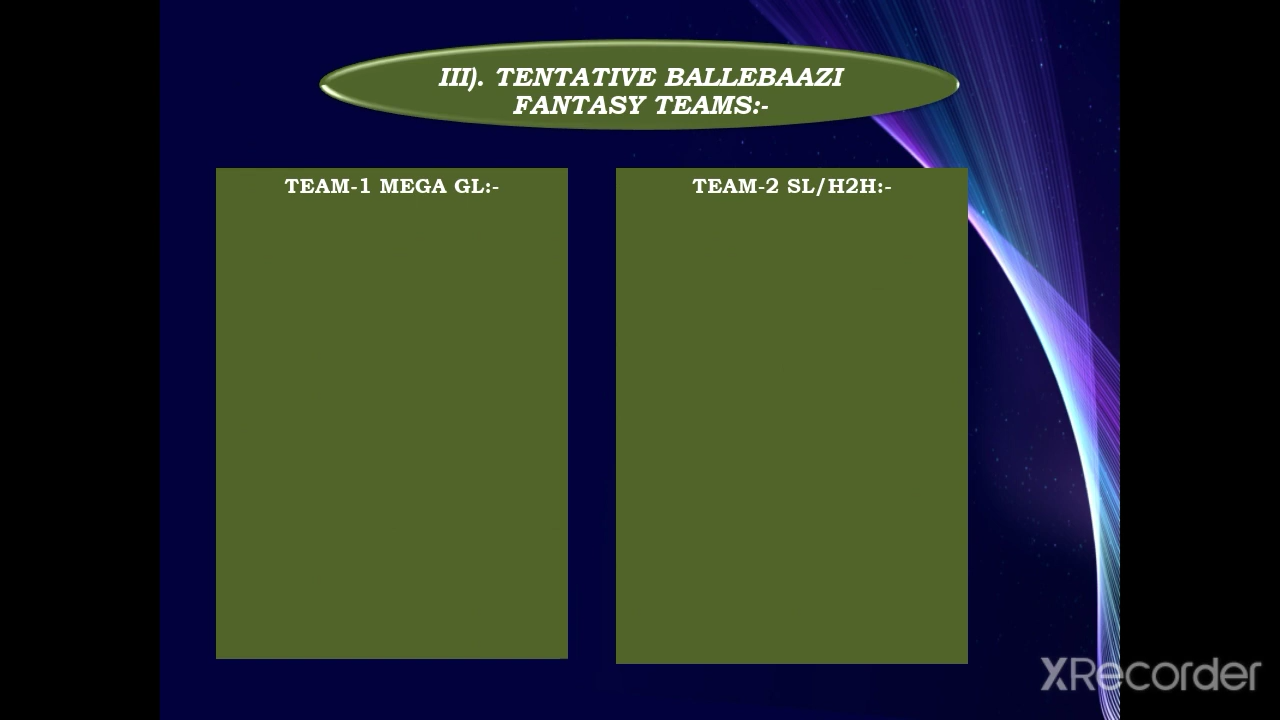 III). TENTATIVE BALLEBAAZI
FANTASY TEAMS:-
TEAM-1 MEGA GL:-
TEAM-2 SL/H2H:-
XRecorder